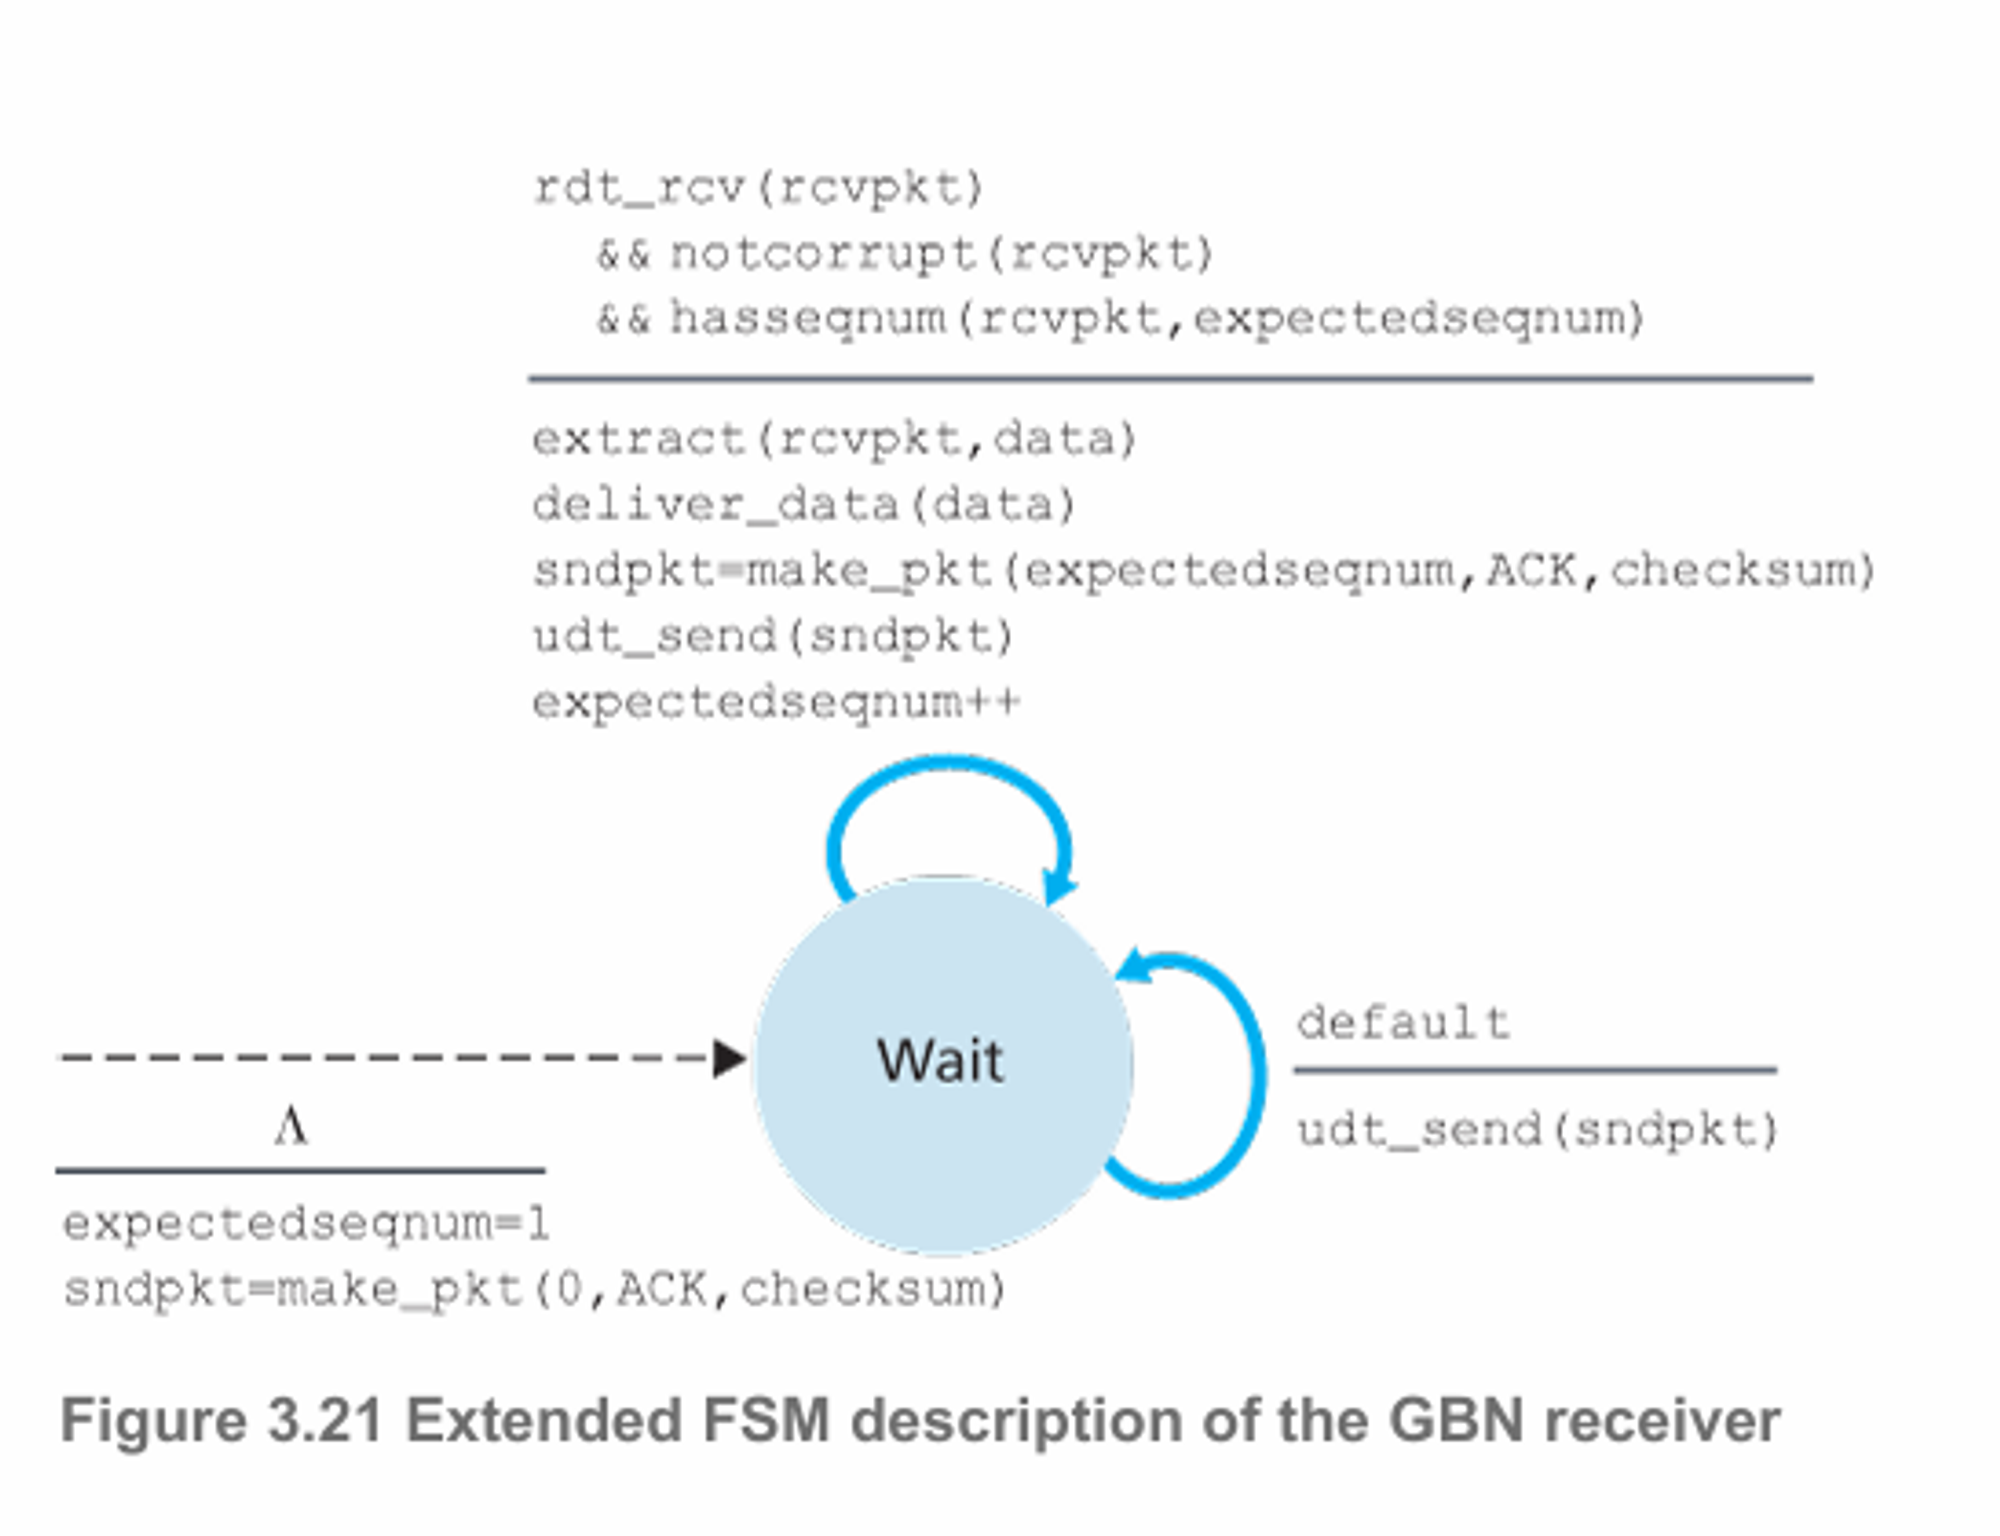 rdt_rcv(rcvpkt)
&& notcorrupt(rcvpkt)
&& hasseqnum(rcvpkt,expectedseqnum)
extract(rcvpkt,data)
deliver_data(data)
sndpkt=make_pkt(expectedseqnum,ACK,checksum)
udt_send(sndpkt)
expectedseqnum++
Wait
default
udt_send(sndpkt)
Λ
expectedseqnum=1
sndpkt=make_pkt(0,ACK,checksum)
Figure 3.21 Extended FSM description of the GBN receiver